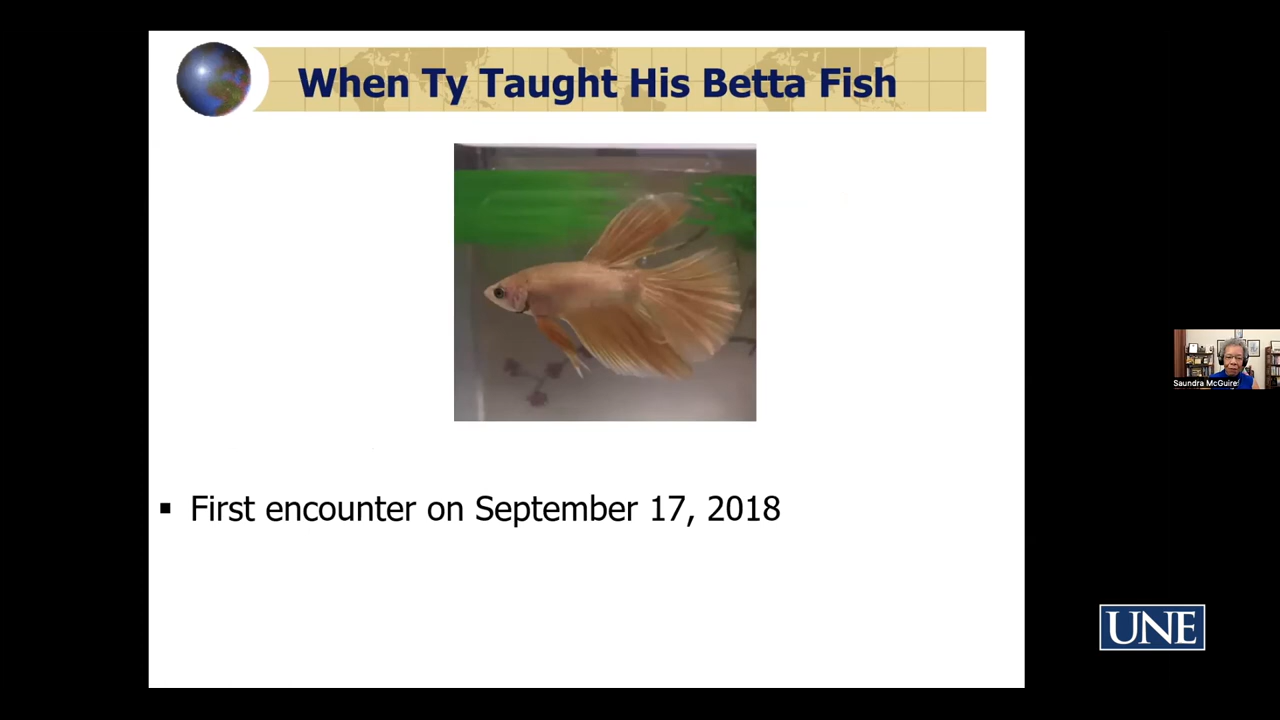 When Ty Taught His Betta Fish
▪ First encounter on September 17, 2018
Saundra McGuire
UNE